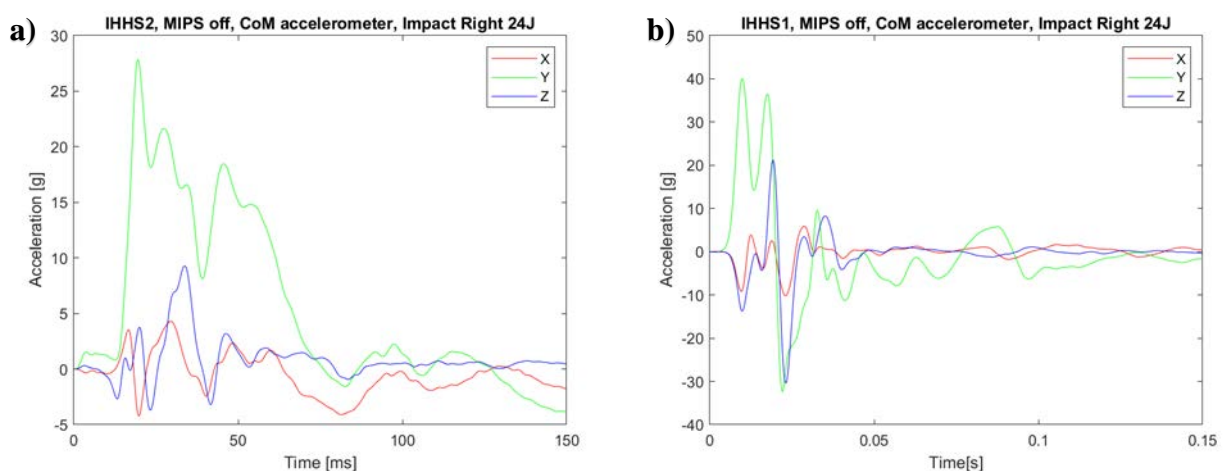 a)
IHHS2, MIPS off, CoM accelerometer, Impact Right 24J
30
25
20
15
10
5
0
-5
Acceleration [g]
X
Y
Z
0
50
100
150
Time [ms]
b)
IHHS1, MIPS off, CoM accelerometer, Impact Right 24J
50
40
30
20
10
0
-10
-20
-30
-40
Acceleration [g]
X
Y
Z
0
0.05
0.1
0.15
Time[s]